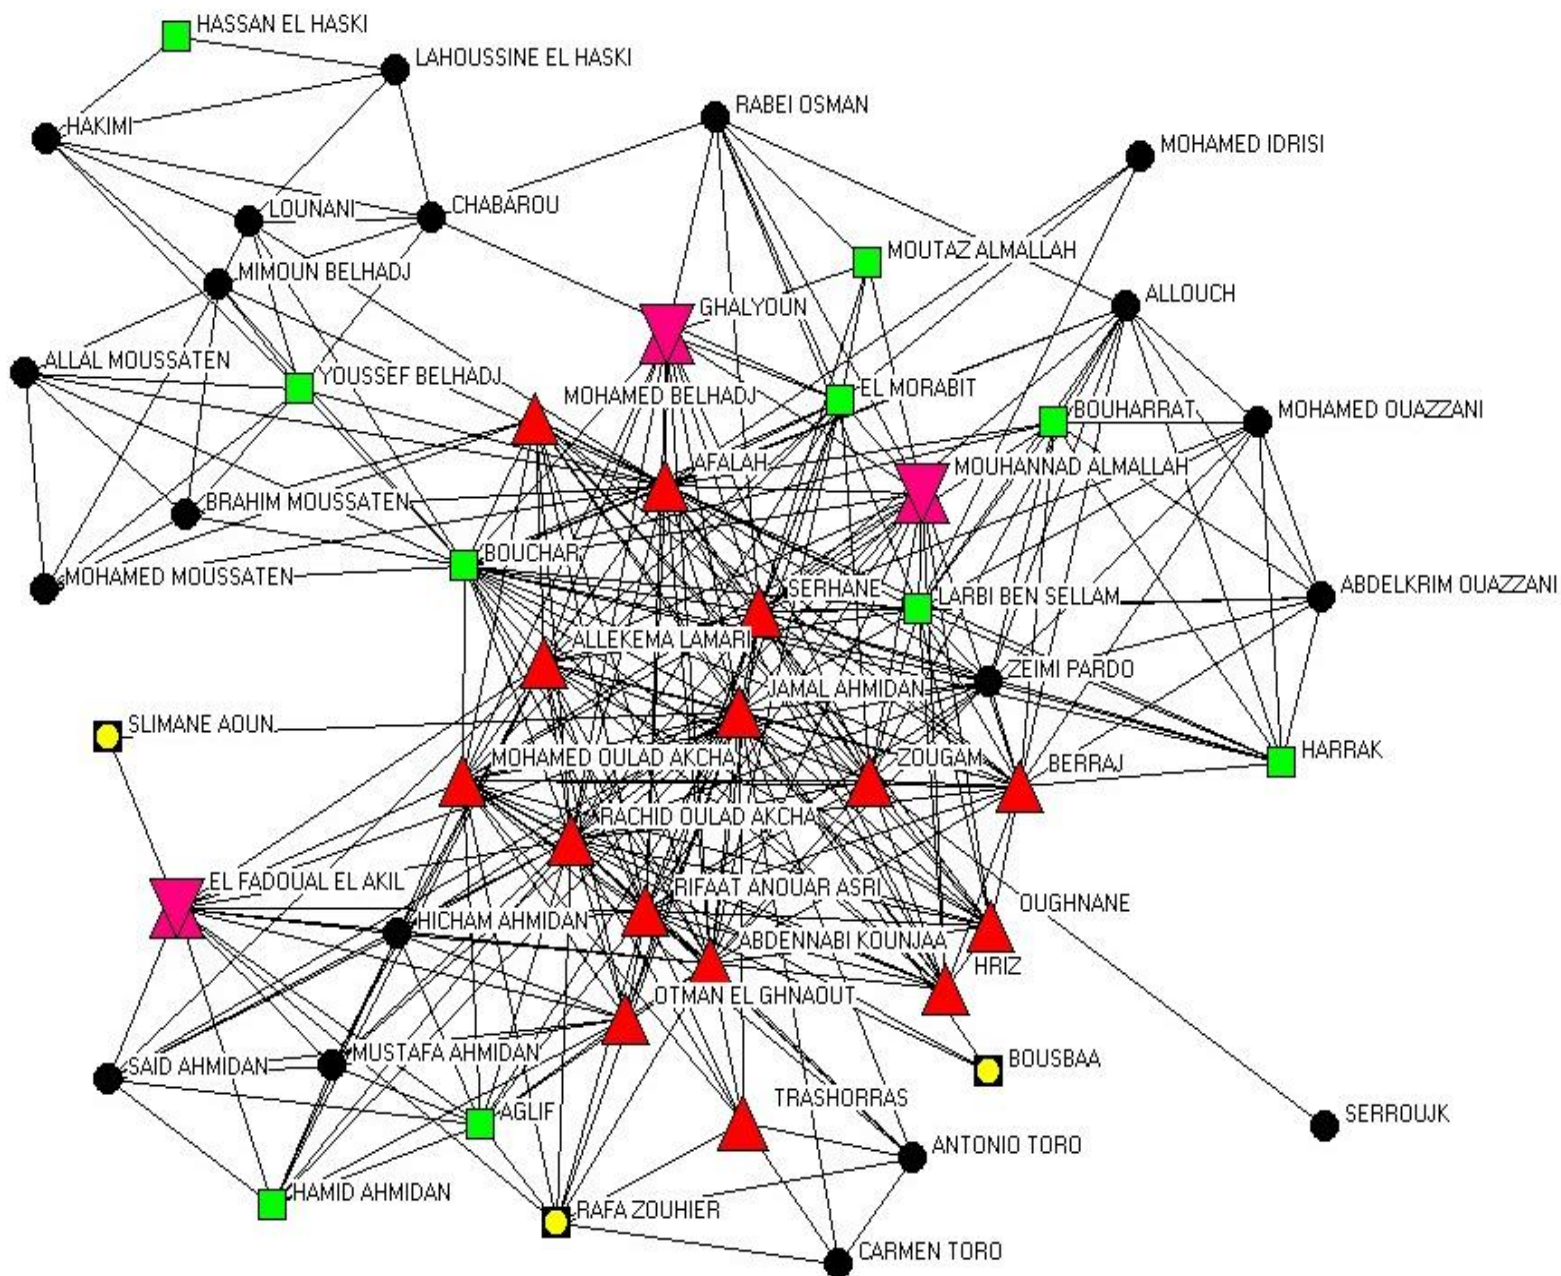 HASSAN EL HASKI
LAHOUSSINE EL HASKI
RABEI OSMAN
HAKIMI
MOHAMED IDRISI
LOUNANI
CHABAROU
MOUTAZ ALMALLAH
MIMOUN BELHADJ
ALLOUCH
GHALYOUN
ALLAL MOUSSATEN
YOUSSEF BELHADJ
EL MORABIT
MOHAMED BELHADJ
BOUHARRAT
MOHAMED OUAZZANI
AFALAH
MOUHANNAD ALMALLAH
BRAHIM MOUSSATEN
BOUCHAR
MOHAMED MOUSSATEN
SERHANE
LARBI BEN SELLAM
ABDELKRIM OUAZZANI
ALLEKEMA LAMARI
ZEIMI PARDO
JAMAL AHMIDAN
SLIMANE AOUN
MOHAMED OULAD AKCHA
ZOUGAM
BERRAJ
HARRAK
RACHID OULAD AKCHA
EL FADOUAL EL AKIL
RIFAAT ANOUAR ASRI
OUGHNANE
HICHAM AHMIDAN
ABDENNABI KOUNJAA
HRIZ
OTMAN EL GHNAOUT
SAID AHMIDAN
MUSTAFA AHMIDAN
BOUSBAA
TRASHORRAS
AGLIF
SERROUJK
ANTONIO TORO
HAMID AHMIDAN
RAFA ZOUHIER
CARMEN TORO